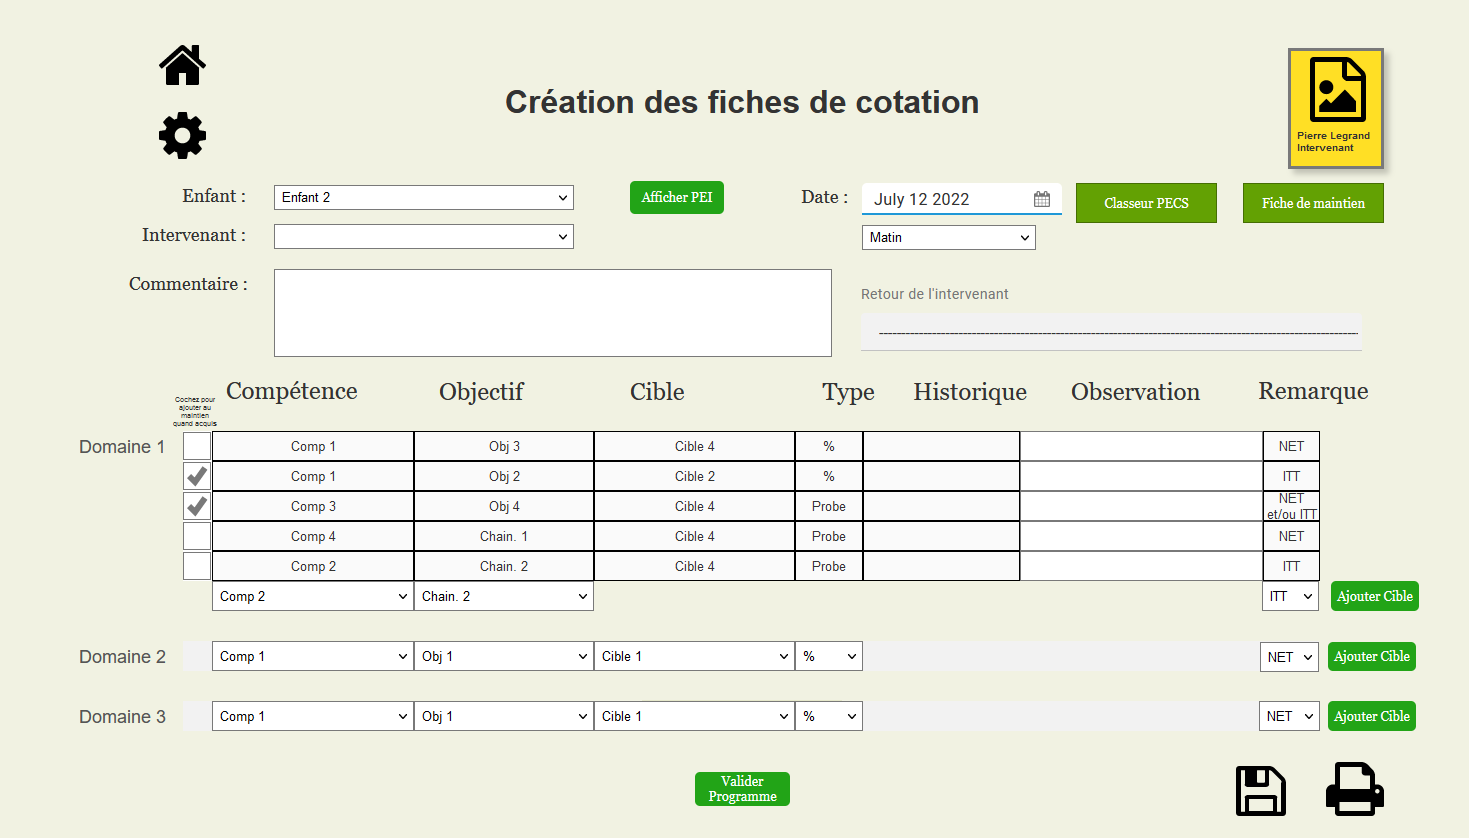 Création des fiches de cotation
Pierre Legrand
Intervenant
Enfant :
Enfant 2
Afficher PEI
Date :
July 12 2022
Classeur PECS
Fiche de maintien
Intervenant :
Matin
Commentaire :
Retour de l'intervenant
Cochez pour
ajouter au
maintien
quand acquis
Compétence Objectif Cible Type Historique Observation Remarque
Domaine 1 Comp 1 Obj 3 Cible 4 % NET
Comp 1 Obj 2 Cible 2 % ITT
Comp 3 Obj 4 Cible 4 Probe NET
et/ou ITT
Comp 4 Chain. 1 Cible 4 Probe NET
Comp 2 Chain. 2 Cible 4 Probe ITT
Comp 2 Chain. 2 ITT Ajouter Cible
Domaine 2 Comp 1 Obj 1 Cible 1 % NET Ajouter Cible
Domaine 3 Comp 1 Obj 1 Cible 1 % NET Ajouter Cible
Valider
Programme